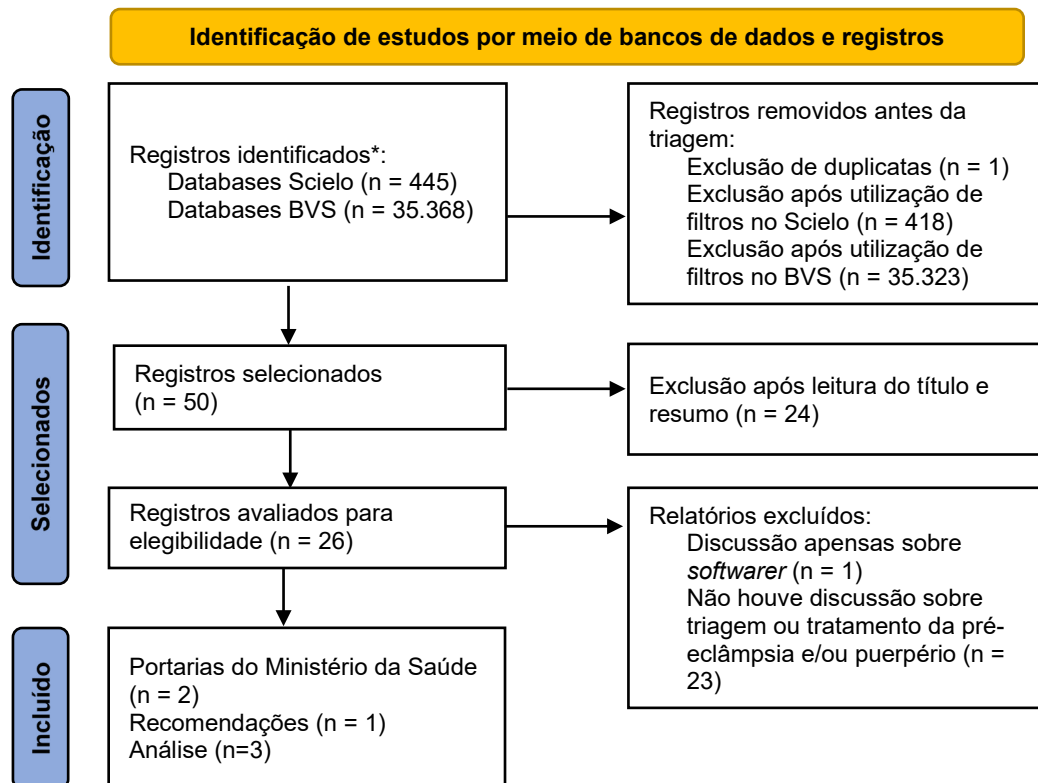 Identificação de estudos por meio de bancos de dados e registros
Identificação
Registros identificados*:
Databases Scielo (n = 445)
Databases BVS (n = 35.368)
Registros removidos antes da
triagem:
Exclusão de duplicatas (n = 1)
Exclusão após utilização de
filtros no Scielo (n = 418)
Exclusão após utilização de
filtros no BVS (n = 35.323)
Selecionados
Registros selecionados
(n = 50)
Exclusão após leitura do título e
resumo (n = 24)
Registros avaliados para
elegibilidade (n = 26)
Relatórios excluídos:
Discussão apensas sobre
softwarer (n = 1)
Não houve discussão sobre
triagem ou tratamento da pré-
eclâmpsia e/ou puerpério (n =
23)
Incluído
Portarias do Ministério da Saúde
(n = 2)
Recomendações (n = 1)
Análise (n=3)